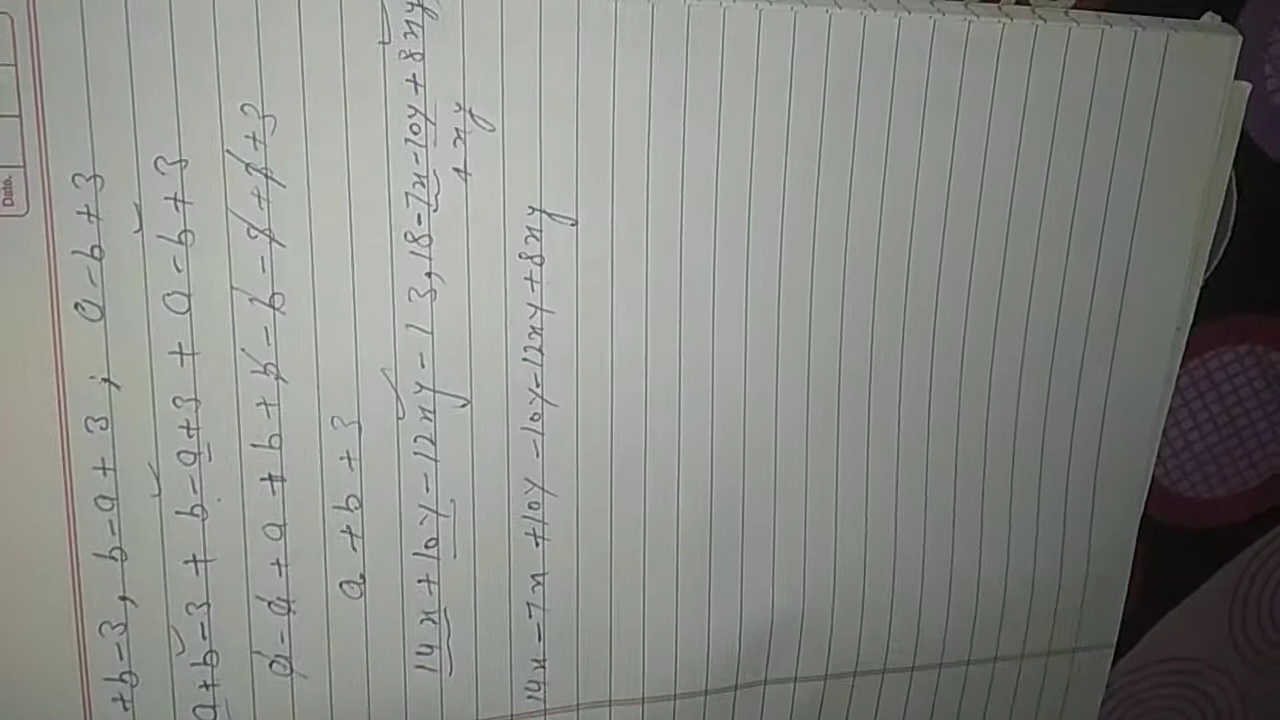 Date.
+b-3, b-a+3, a-b+3
a+b-3 + b-a+3 + a-b+3
a-a+a+b+b-b-3+3+3
a+b+3
14x+10y-12xy-13, 18-7x-10y+8xy
4xy
14x-7x+10y-10y-12xy+8xy